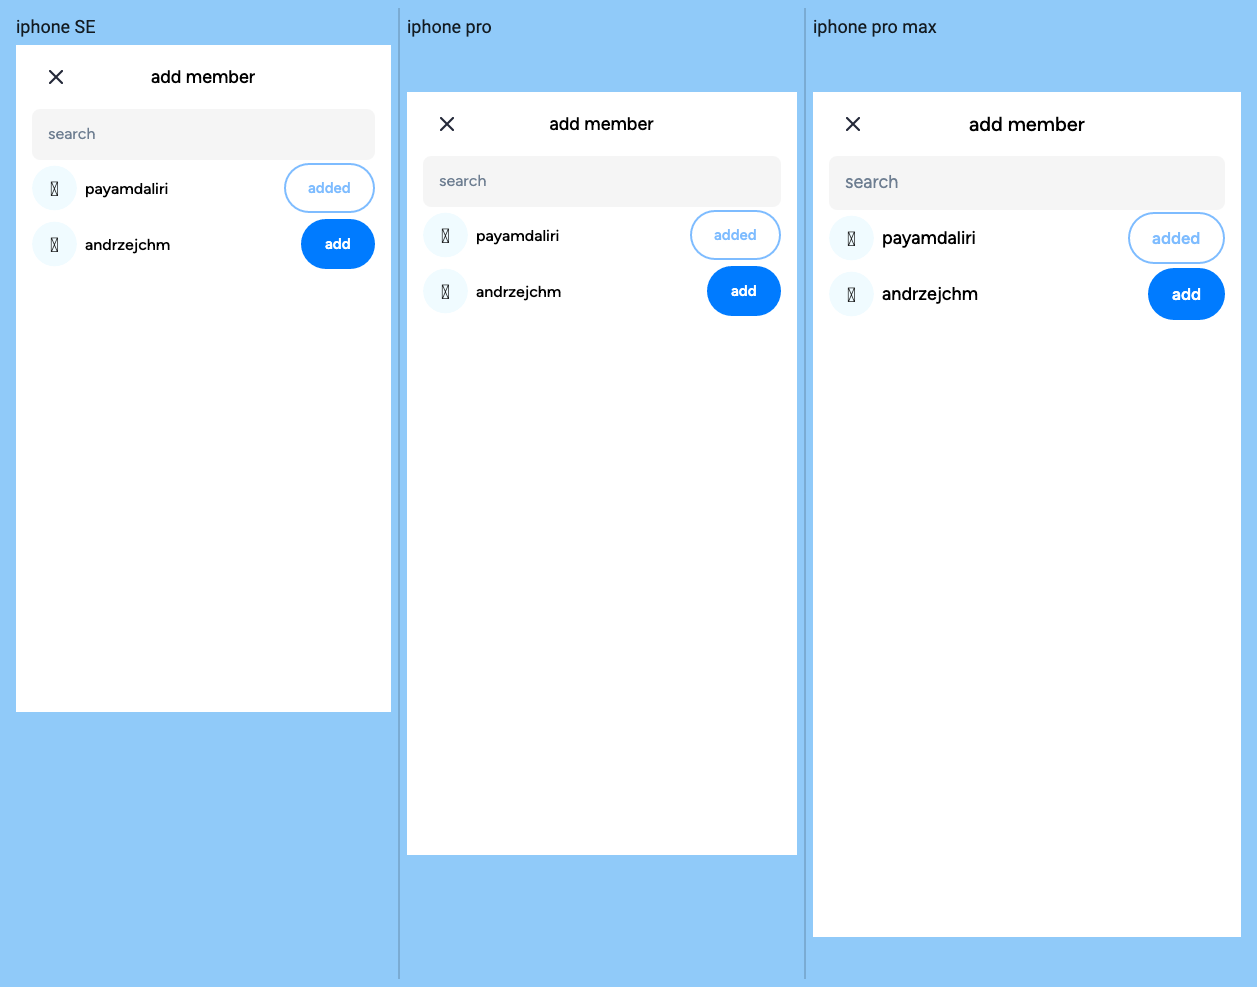 iphone SE
add member
search
payamdaliri
added
andrzejchm
add
iphone pro
add member
search
payamdaliri
added
andrzejchm
add
iphone pro max
add member
search
payamdaliri
added
andrzejchm
add